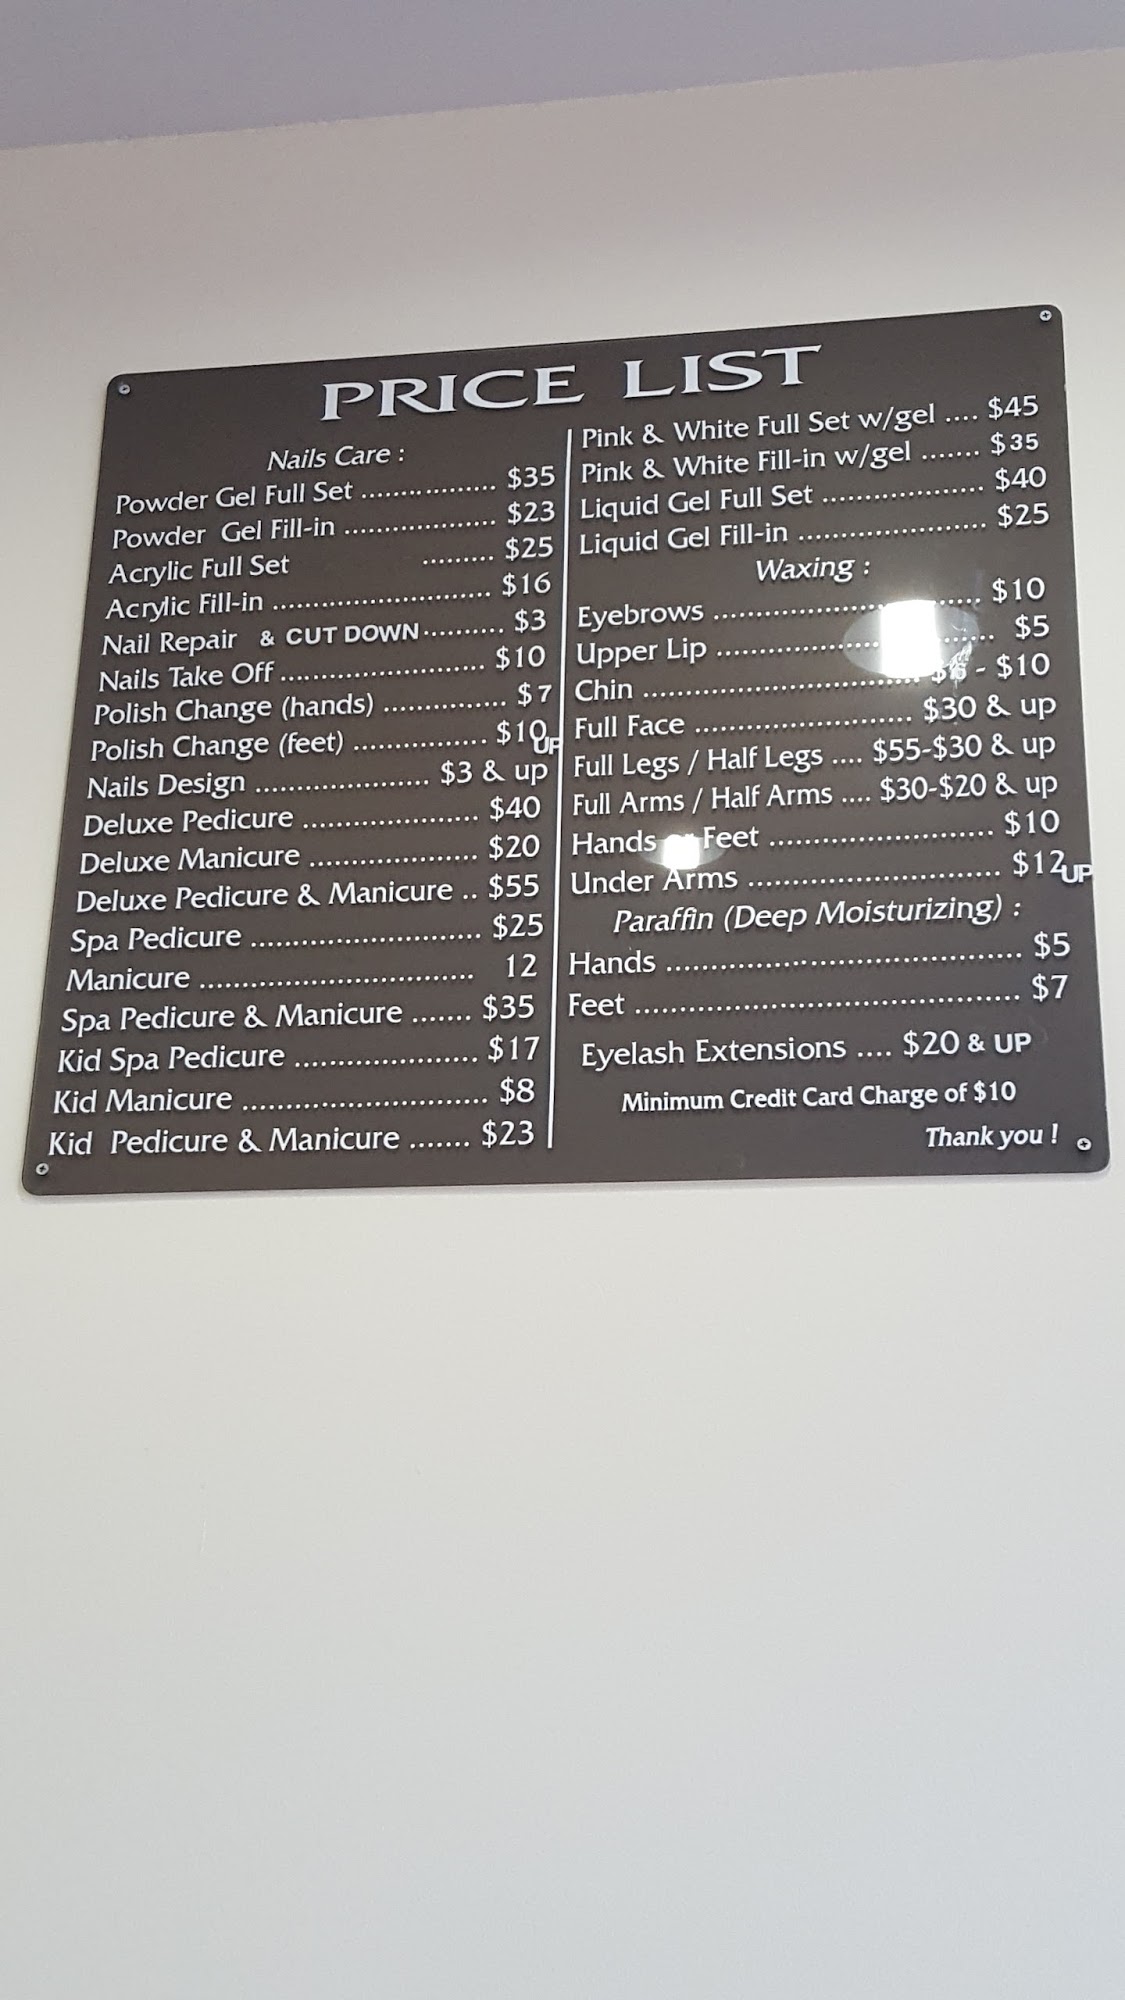 PRICE LIST
Nails Care :
Powder Gel Full Set ................. $35
Powder Gel Fill-in .................... $23
Acrylic Full Set ......... $25
Acrylic Fill-in ............................ $16
Nail Repair & CUT DOWN .......... $3
Nails Take Off ........................ $10
Polish Change (hands) ................ $7
Polish Change (feet) ................. $10 UP
Nails Design ...................... $3 & up
Deluxe Pedicure ...................... $40
Deluxe Manicure ..................... $20
Deluxe Pedicure & Manicure .. $55
Spa Pedicure ............................. $25
Manicure ................................... 12
Spa Pedicure & Manicure ....... $35
Kid Spa Pedicure ....................... $17
Kid Manicure ............................. $8
Kid Pedicure & Manicure ....... $23
Pink & White Full Set w/gel .... $45
Pink & White Fill-in w/gel ....... $35
Liquid Gel Full Set .................... $40
Liquid Gel Fill-in ....................... $25
Waxing :
Eyebrows ................................. $10
Upper Lip ................................. $5
Chin .................................. - $10
Full Face ............................ $30 & up
Full Legs / Half Legs .... $55-$30 & up
Full Arms / Half Arms .... $30-$20 & up
Hands or Feet ............................ $10
Under Arms ............................... $12 UP
Paraffin (Deep Moisturizing) :
Hands .......................................... $5
Feet .............................................. $7
Eyelash Extensions .... $20 & UP
Minimum Credit Card Charge of $10
Thank you !